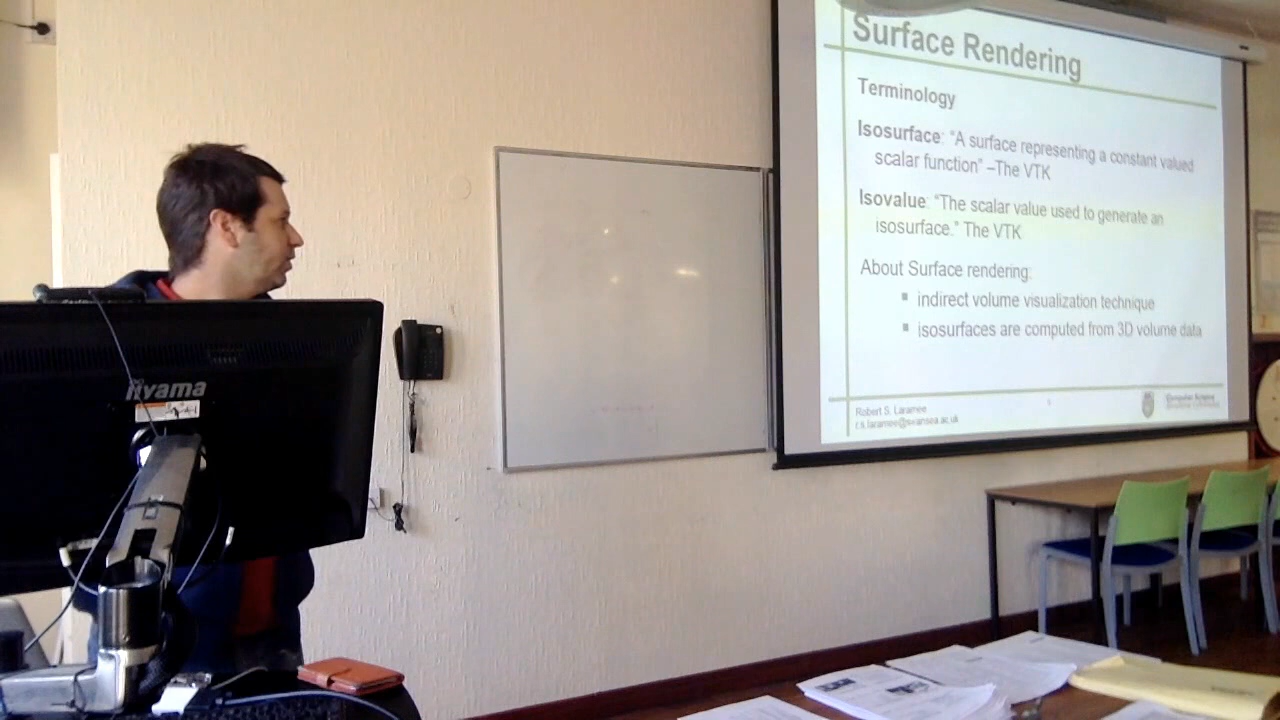 Surface Rendering
Terminology
Isosurface: “A surface representing a constant valued
scalar function” –The VTK
Isovalue: “The scalar value used to generate an
isosurface.” The VTK
About Surface rendering:
▪ indirect volume visualization technique
▪ isosurfaces are computed from 3D volume data
Robert S. Laramee
r.s.laramee@swansea.ac.uk
Computer Science
iiyama